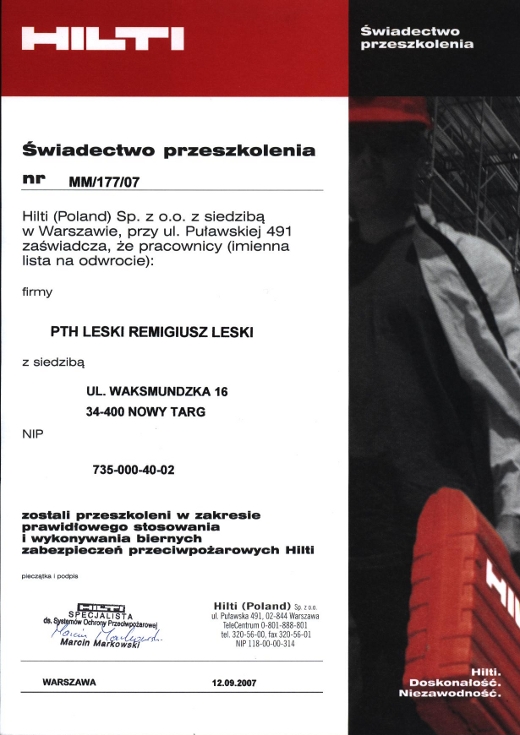 HILTI
Świadectwo
przeszkolenia
Świadectwo przeszkolenia
nr MM/177/07
Hilti (Poland) Sp. z o.o. z siedzibą
w Warszawie, przy ul. Puławskiej 491
zaświadcza, że pracownicy (imienna
lista na odwrocie):
firmy
PTH LESKI REMIGIUSZ LESKI
z siedzibą
UL. WAKSMUNDZKA 16
34-400 NOWY TARG
NIP
735-000-40-02
zostali przeszkoleni w zakresie
prawidłowego stosowania
i wykonywania biernych
zabezpieczeń przeciwpożarowych Hilti
pieczątka i podpis
HILTI
SPECJALISTA
ds. Systemów Ochrony Przeciwpożarowej
Marcin Markowski
Marcin Markowski
Hilti (Poland) Sp. z o.o.
ul. Puławska 491, 02-844 Warszawa
TeleCentrum 0-801-888-801
tel. 320-56-00, fax 320-56-01
NIP 118-00-00-314
WARSZAWA 12.09.2007
HI
Hilti.
Doskonałość.
Niezawodność.